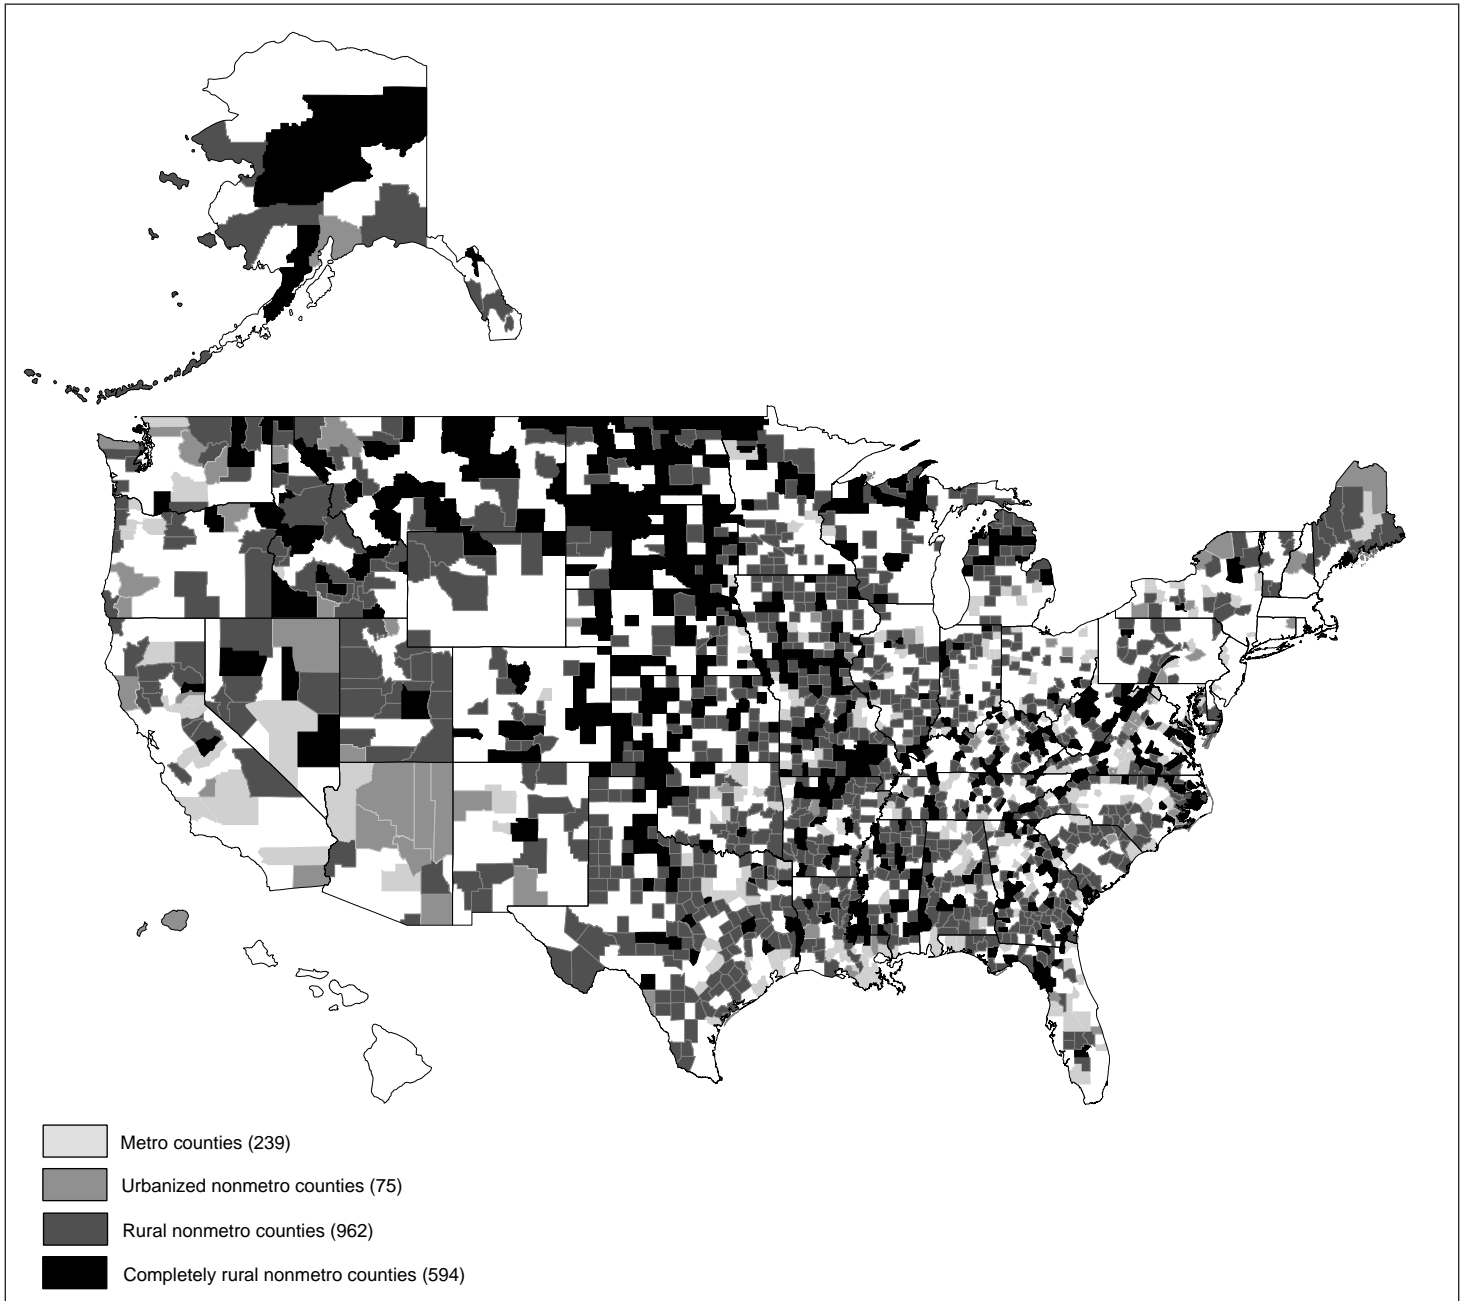 Metro counties (239)
Urbanized nonmetro counties (75)
Rural nonmetro counties (962)
Completely rural nonmetro counties (594)